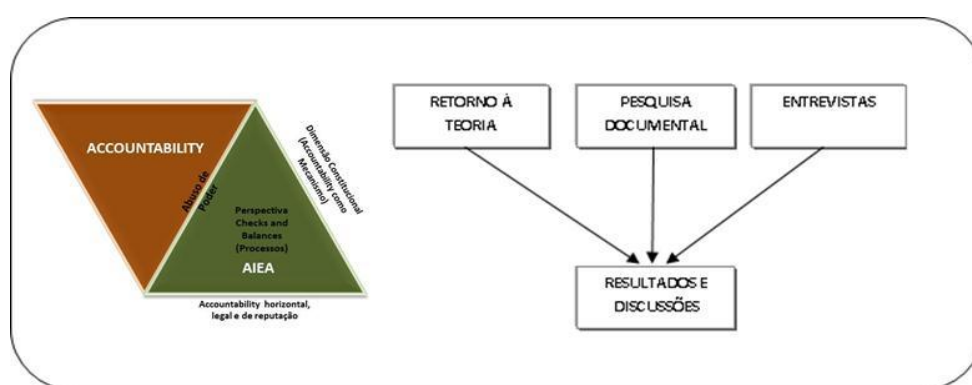 ACCOUNTABILITY
Abuso de
Poder
Perspectiva
Checks and
Balances
(Processos)
AIEA
Dimensão Constitucional
(Accountability como
Mecanismo)
Accountability horizontal,
legal e de reputação
RETORNO À
TEORIA
PESQUISA
DOCUMENTAL
ENTREVISTAS
RESULTADOS E
DISCUSSÕES